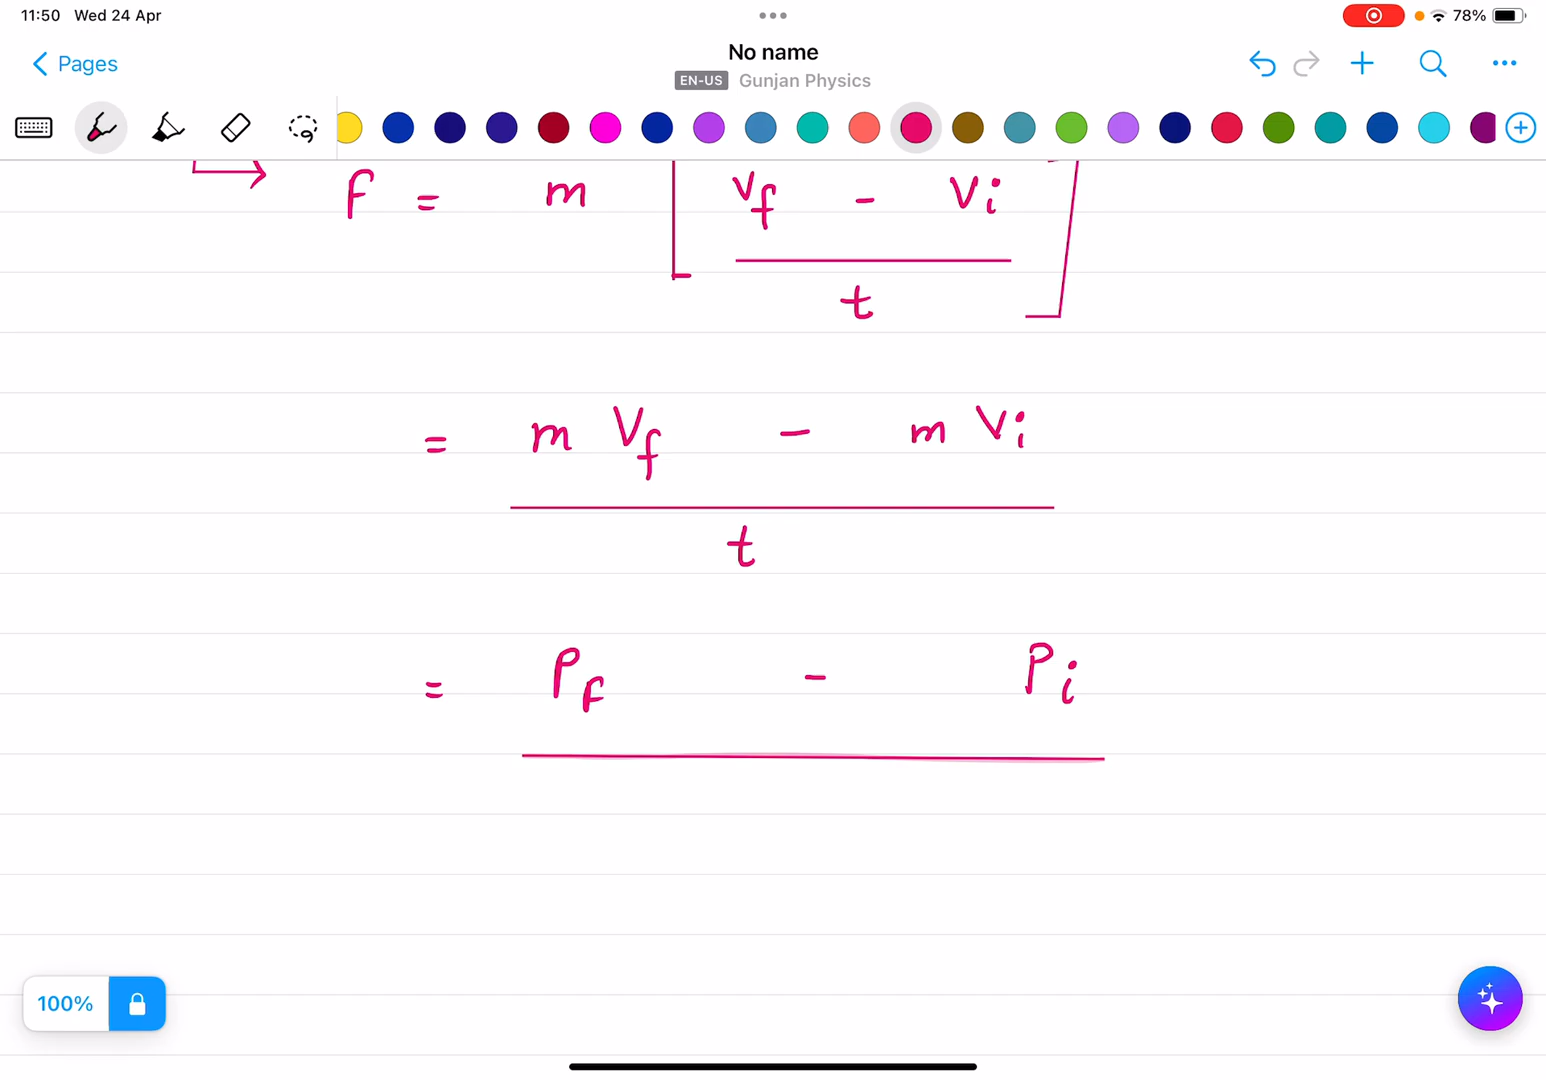 11:50 Wed 24 Apr
78%
Pages
No name
EN-US Gunjan Physics
F = m [ vf - vi
t ]
= m Vf - m Vi
t
= Pf - Pi
100%